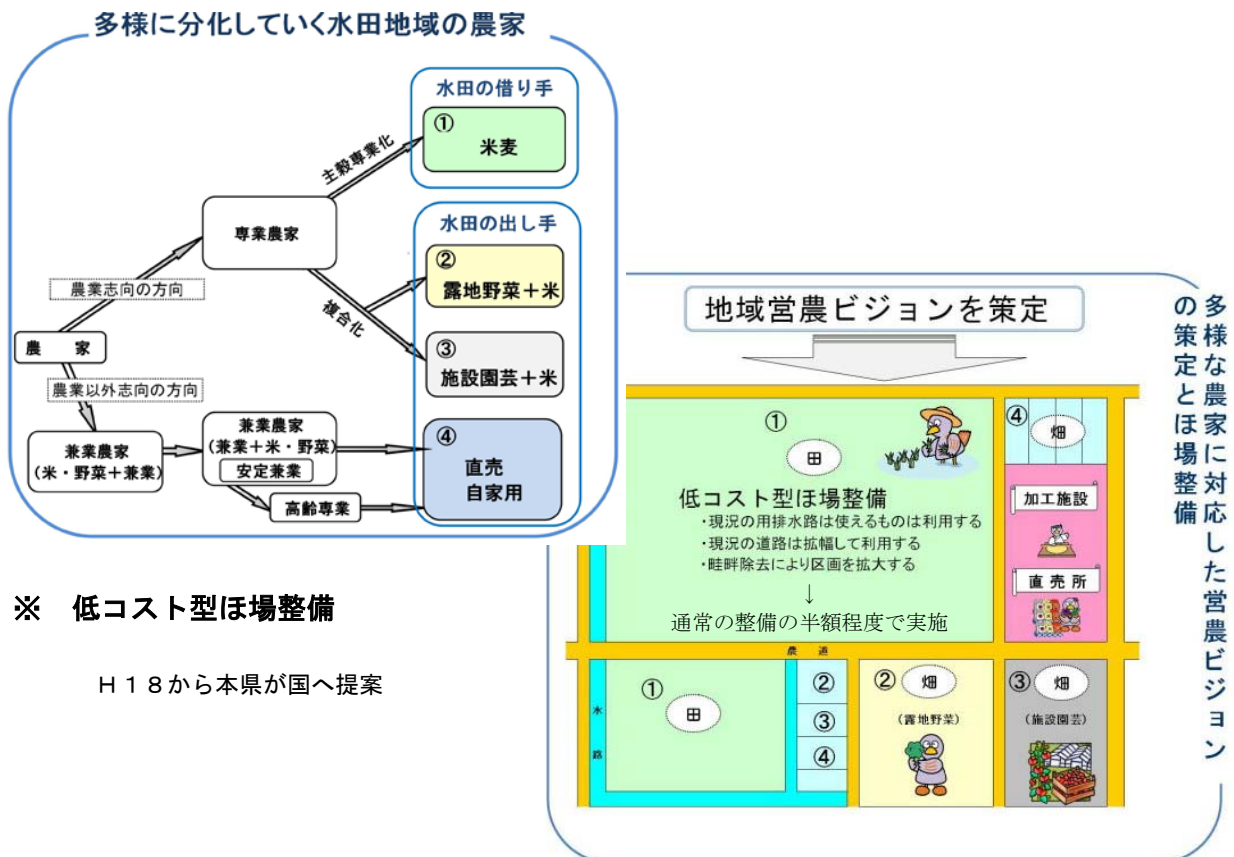 多様に分化していく水田地域の農家
水田の借り手
①
米麦
主穀専業化
専業農家
水田の出し手
②
露地野菜＋米
複合化
③
施設園芸＋米
農業志向の方向
農　家
農業以外志向の方向
兼業農家
(米・野菜＋兼業)
兼業農家
(兼業＋米・野菜)
安定兼業
高齢専業
④
直売
自家用
※　低コスト型ほ場整備
Ｈ１８から本県が国へ提案
多様な農家に対応した営農ビジョン
の策定とほ場整備
地域営農ビジョンを策定
①
田
低コスト型ほ場整備
・現況の用排水路は使えるものは利用する
・現況の道路は拡幅して利用する
・畦畔除去により区画を拡大する
↓
通常の整備の半額程度で実施
④
畑
加工施設
直売所
農　道
水路
①
田
②
③
④
②
畑
(露地野菜)
③
畑
(施設園芸)